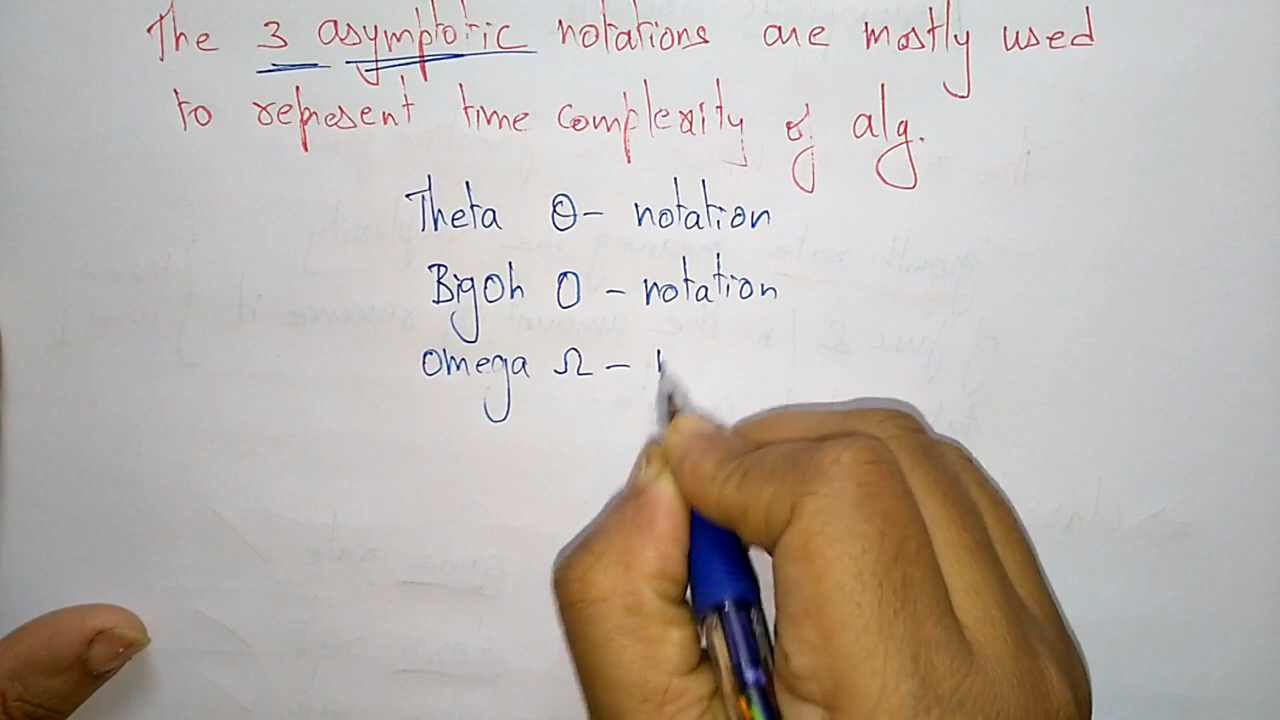 The 3 asymptotic notations are mostly used
to represent time complexity of alg.
Theta θ- notation
BigOh O - notation
Omega Ω -